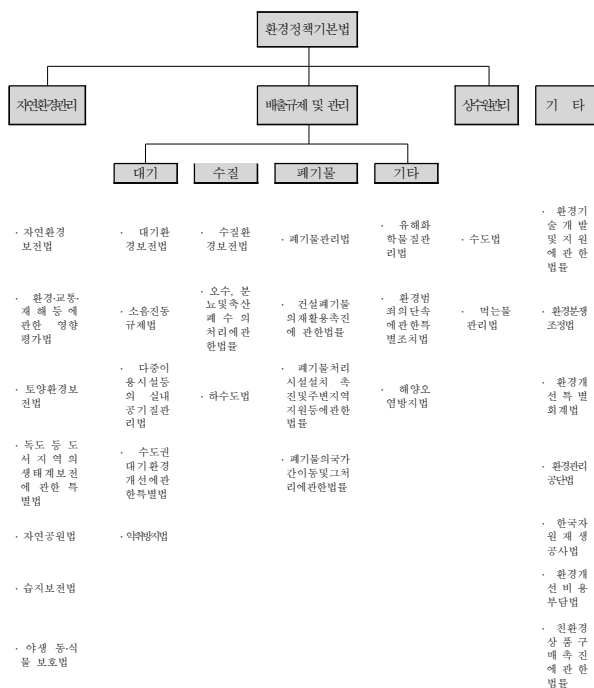 환경정책기본법
자연환경관리
배출규제 및 관리
상수원관리
기 타
대기
수질
폐기물
기타
· 자연환경
보전법
· 환경·교통·
재 해 등 에
관한 영향
평가법
· 토양환경보
전법
· 독도 등 도
서 지 역 의
생태계보전
에 관한 특
별법
· 자연공원법
· 습지보전법
· 야생 동·식
물 보호법
· 대기환
경보전법
· 소음진동
규제법
· 다중이
용시설등
의 실내
공기질관
리법
· 수도권
대기환경
개선에관
한특별법
· 악취방지법
· 수질환
경보전법
· 오수, 분
뇨및축산
폐 수 의
처리에관
한법률
· 하수도법
· 폐기물관리법
· 건설폐기물
의재활용촉진
에 관한법률
· 폐기물처리
시설설치 촉
진및주변지역
지원등에관한
법률
· 폐기물의국가
간이동및그처
리에관한법률
· 유해화
학물질관
리법
· 환경범
죄의단속
에관한특
별조치법
· 해양오
염방지법
· 수도법
· 먹는물
관리법
· 환경기
술 개 발
및 지 원
에 관 한
법률
· 환경분쟁
조정법
· 환경개
선 특 별
회계법
· 환경관리
공단법
· 한국자
원 재 생
공사법
· 환경개
선 비 용
부담법
· 친환경
상 품 구
매 촉 진
에 관 한
법률